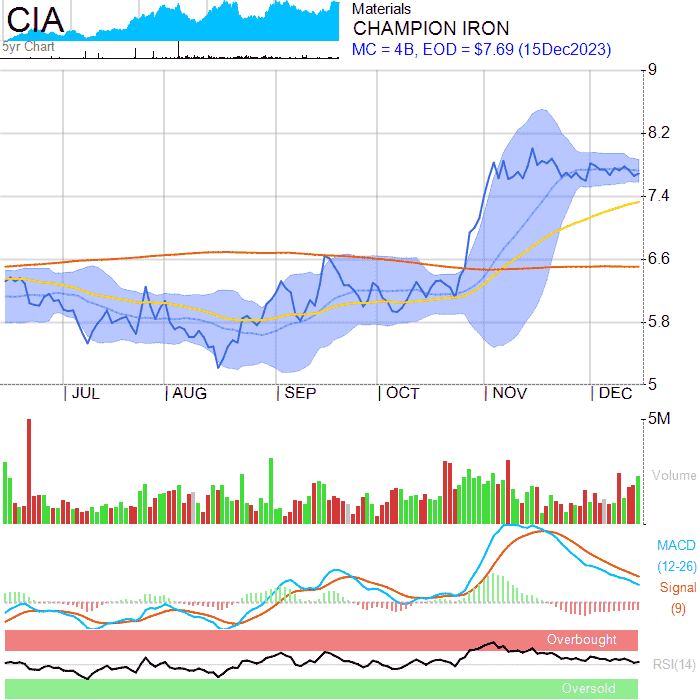 CIA
5yr Chart
Materials
CHAMPION IRON
MC = 4B, EOD = $7.69 (15Dec2023)
9
8.2
7.4
6.6
5.8
5
JUL AUG SEP OCT NOV DEC
5M
Volume
MACD
(12-26)
Signal
(9)
Overbought
RSI(14)
Oversold